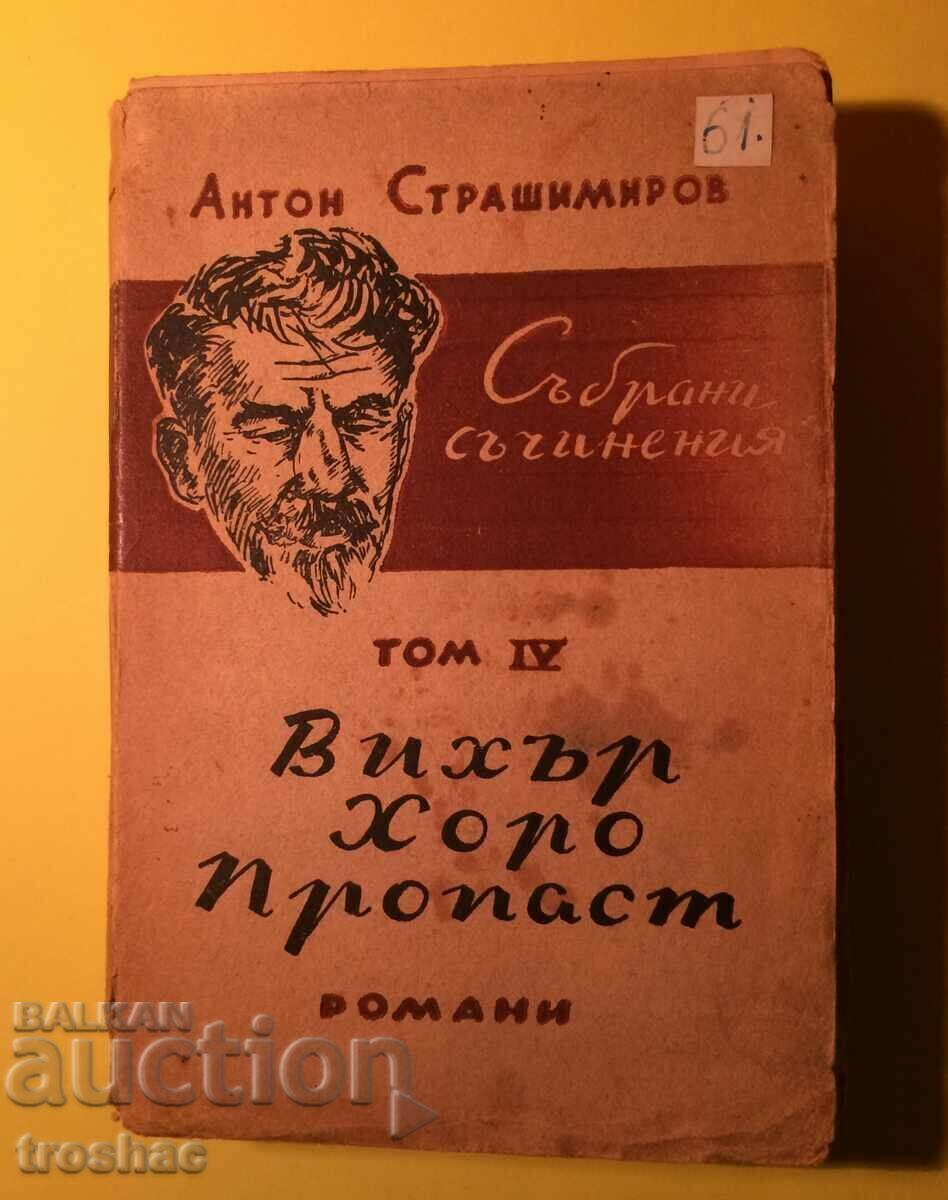 61.
Антон Страшимиров
Събрани
съчинения
ТОМ IV
Вихър
Хоро
Пропаст
РОМАНИ
BALKAN
auction
troshac